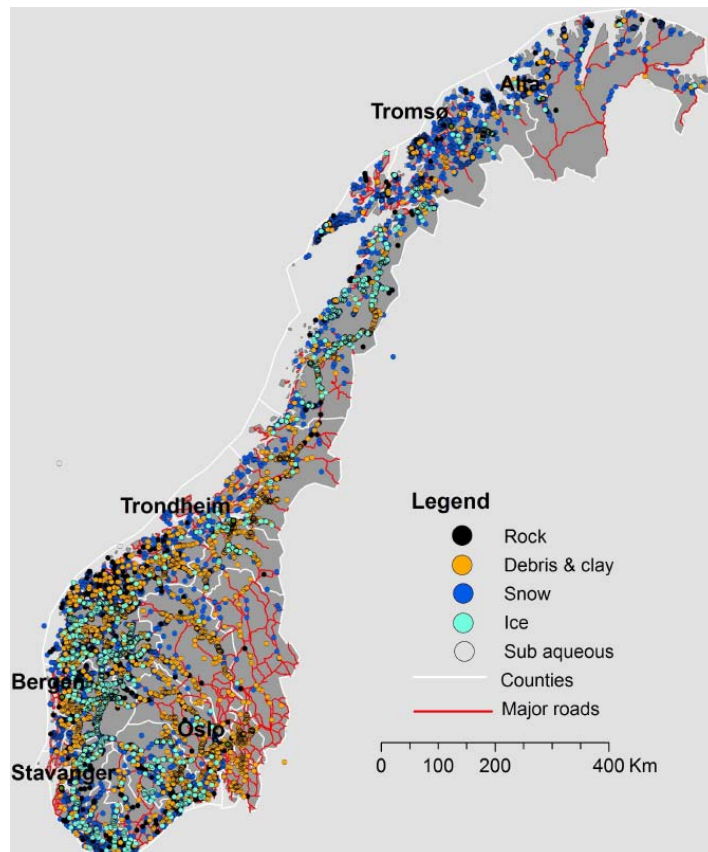 Alta
Tromsø
Trondheim
Bergen
Oslo
Stavanger
Legend
Rock
Debris & clay
Snow
Ice
Sub aqueous
Counties
Major roads
0 100 200 400 Km